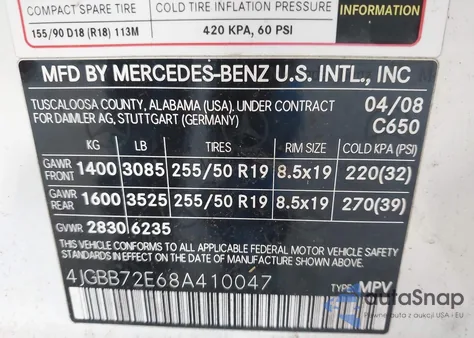 COMPACT SPARE TIRE COLD TIRE INFLATION PRESSURE INFORMATION
155/90 D18 (R18) 113M 420 KPA, 60 PSI
MFD BY MERCEDES-BENZ U.S. INTL., INC
TUSCALOOSA COUNTY, ALABAMA (USA), UNDER CONTRACT 04/08
FOR DAIMLER AG, STUTTGART (GERMANY) C650
KG LB TIRES RIM SIZE COLD KPA (PSI)
GAWR FRONT 1400 3085 255/50 R19 8.5x19 220(32)
GAWR REAR 1600 3525 255/50 R19 8.5x19 270(39)
GVWR 2830 6235
THIS VEHICLE CONFORMS TO ALL APPLICABLE FEDERAL MOTOR VEHICLE SAFETY
STANDARDS IN EFFECT ON THE DATE OF MANUFACTURE SHOWN ABOVE.
4JGBB72E68A410047 TYPE: MPV
autoSnap
Pewne auto z USA i EU